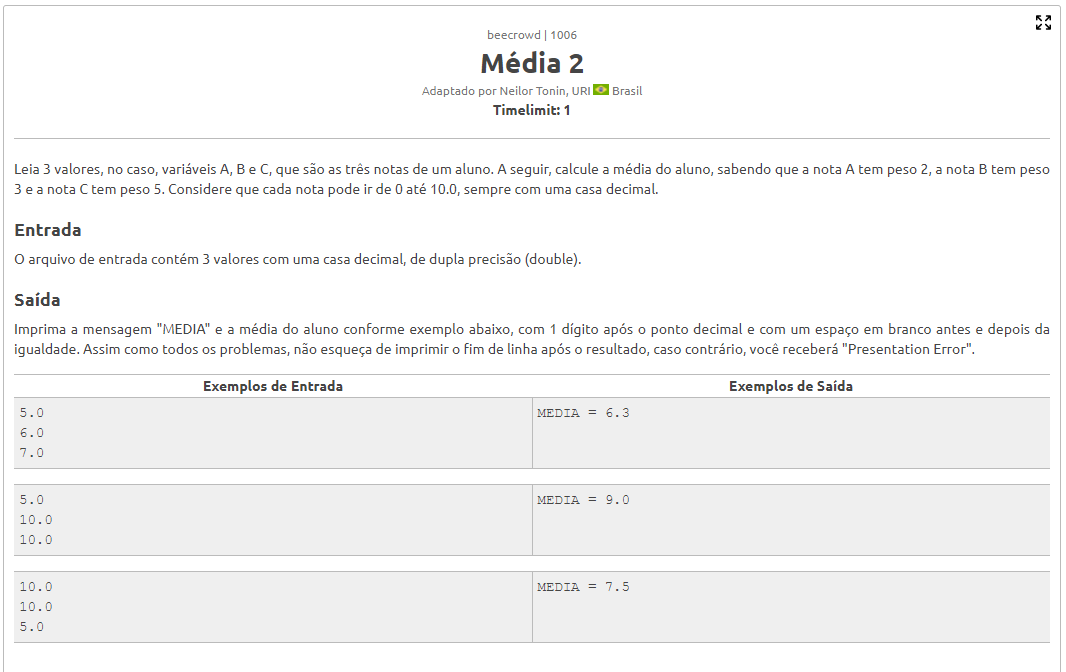 beecrowd | 1006
Média 2
Adaptado por Neilor Tonin, URI Brasil
Timelimit: 1
Leia 3 valores, no caso, variáveis A, B e C, que são as três notas de um aluno. A seguir, calcule a média do aluno, sabendo que a nota A tem peso 2, a nota B tem peso
3 e a nota C tem peso 5. Considere que cada nota pode ir de 0 até 10.0, sempre com uma casa decimal.
Entrada
O arquivo de entrada contém 3 valores com uma casa decimal, de dupla precisão (double).
Saída
Imprima a mensagem "MEDIA" e a média do aluno conforme exemplo abaixo, com 1 dígito após o ponto decimal e com um espaço em branco antes e depois da
igualdade. Assim como todos os problemas, não esqueça de imprimir o fim de linha após o resultado, caso contrário, você receberá "Presentation Error".
Exemplos de Entrada Exemplos de Saída
5.0 MEDIA = 6.3
6.0
7.0
5.0 MEDIA = 9.0
10.0
10.0
10.0 MEDIA = 7.5
10.0
5.0